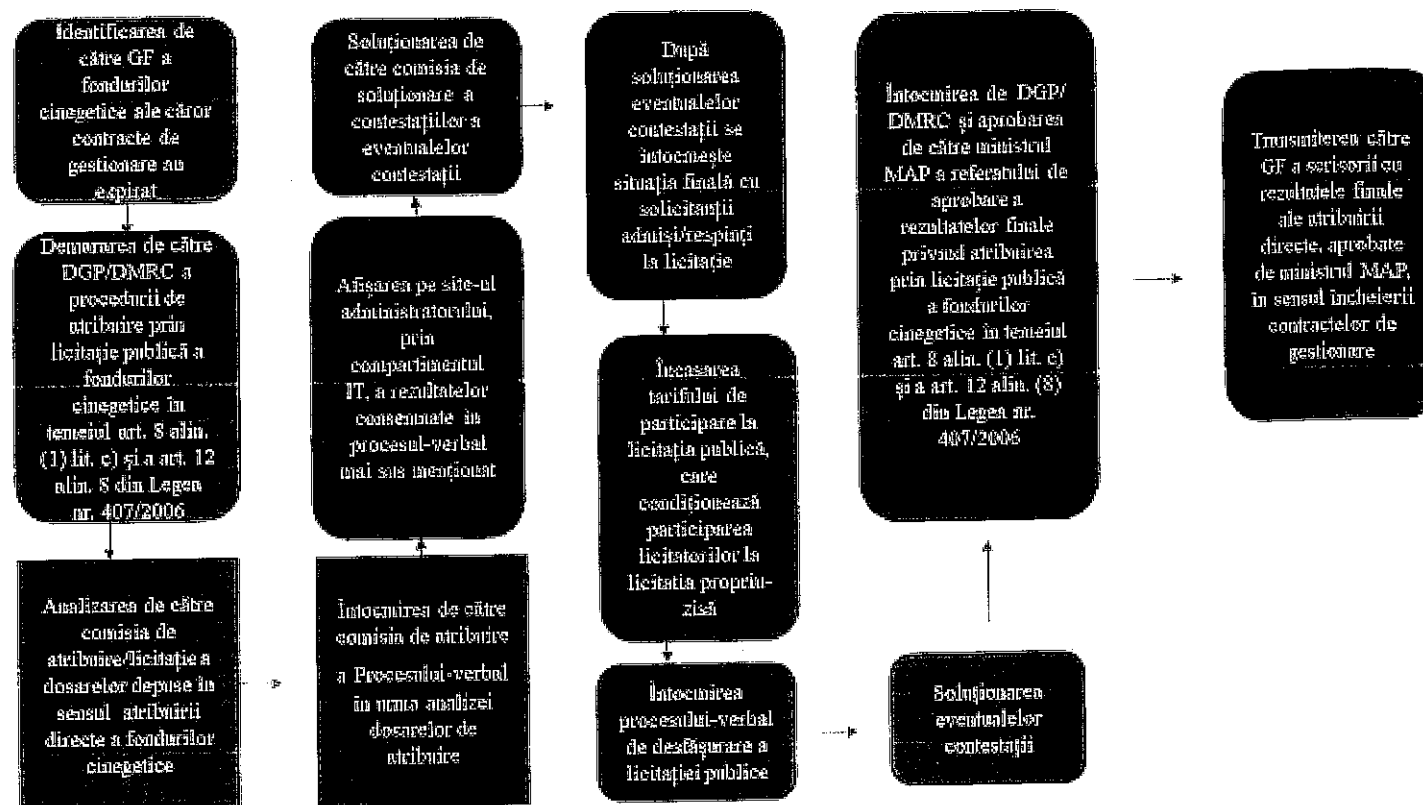 Identificarea de
către GF a
fondurilor
cinegetice ale căror
contracte de
gestionare au
expirat
Demararea de către
DGP/DMRC a
procedurii de
atribuire prin
licitație publică a
fondurilor
cinegetice în
temeiul art. 8 alin.
(1) lit. c) și a art. 12
alin. 8 din Legea
nr. 407/2006
Analizarea de către
comisia de
atribuire/licitație a
dosarelor depuse în
sensul atribuirii
directe a fondurilor
cinegetice
Întocmirea de către
comisia de atribuire
a Procesului-verbal
în urma analizei
dosarelor de
atribuire
Afișarea pe site-ul
administratorului,
prin
compartimentul
IT, a rezultatelor
consemnate în
procesul-verbal
mai sus menționat
Soluționarea de
către comisia de
soluționare a
contestațiilor a
eventualelor
contestații
După
soluționarea
eventualelor
contestații se
întocmește
situația finală cu
solicitanții
admiși/respinți
la licitație
Încasarea
tarifului de
participare la
licitația publică,
care
condiționează
participarea
licitatorilor la
licitatia propriu-
zisă
Întocmirea
procesului-verbal
de desfășurare a
licitației publice
Soluționarea
eventualelor
contestații
Întocmirea de DGP/
DMRC și aprobarea
de către ministrul
MAP a referatului de
aprobare a
rezultatelor finale
privind atribuirea
prin licitație publică
a fondurilor
cinegetice în temeiul
art. 8 alin. (1) lit. c)
și a art. 12 alin. (8)
din Legea nr.
407/2006
Transmiterea către
GF a scrisorii cu
rezultatele finale
ale atribuirii
directe, aprobate
de ministrul MAP,
în sensul încheierii
contractelor de
gestionare